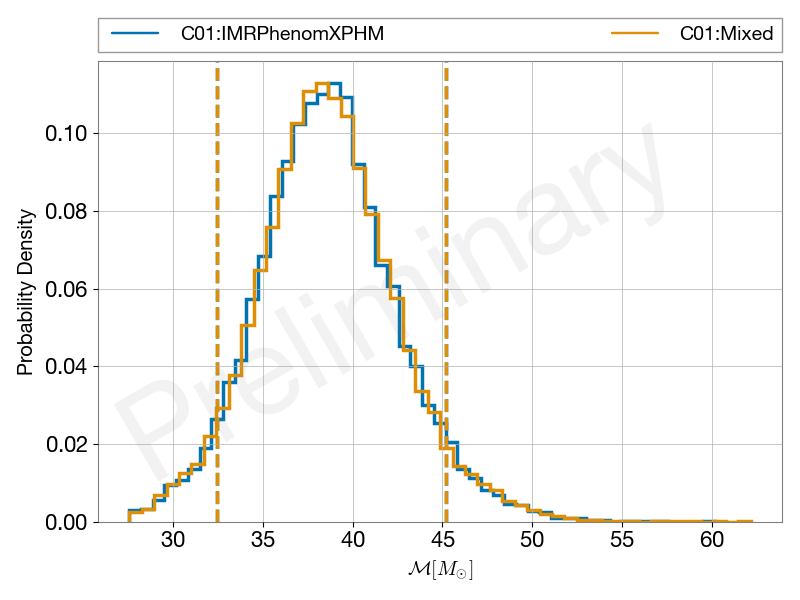 C01:IMRPhenomXPHM
C01:Mixed
Probability Density
0.10
0.08
0.06
0.04
0.02
0.00
Preliminary
30 35 40 45 50 55 60
ℳ[M⊙]